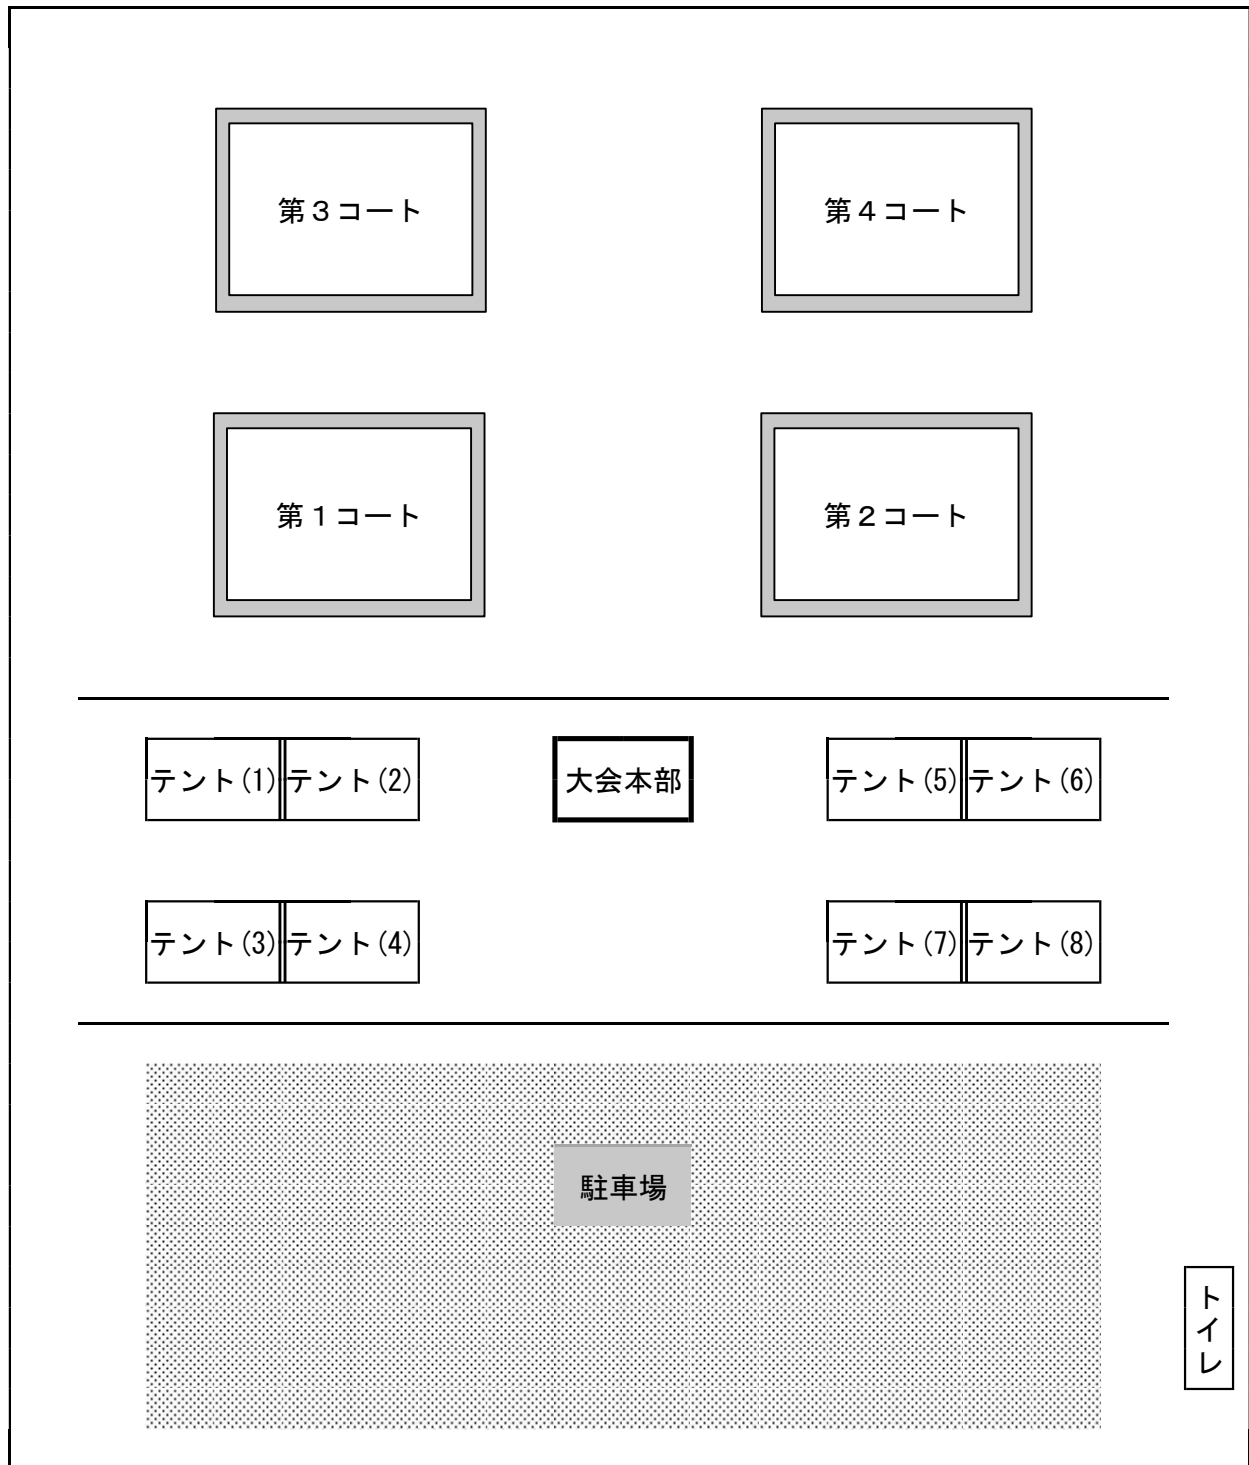 第３コート
第４コート
第１コート
第２コート
テント(1)
テント(2)
大会本部
テント(5)
テント(6)
テント(3)
テント(4)
テント(7)
テント(8)
駐車場
トイレ